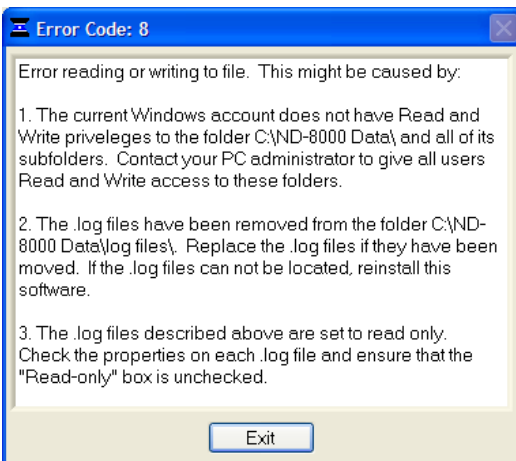 Error Code: 8
Error reading or writing to file.  This might be caused by:
1. The current Windows account does not have Read and
Write priveleges to the folder C:\ND-8000 Data\ and all of its
subfolders.  Contact your PC administrator to give all users
Read and Write access to these folders.
2. The .log files have been removed from the folder C:\ND-
8000 Data\log files\.  Replace the .log files if they have been
moved.  If the .log files can not be located, reinstall this
software.
3. The .log files described above are set to read only.
Check the properties on each .log file and ensure that the
"Read-only" box is unchecked.
Exit